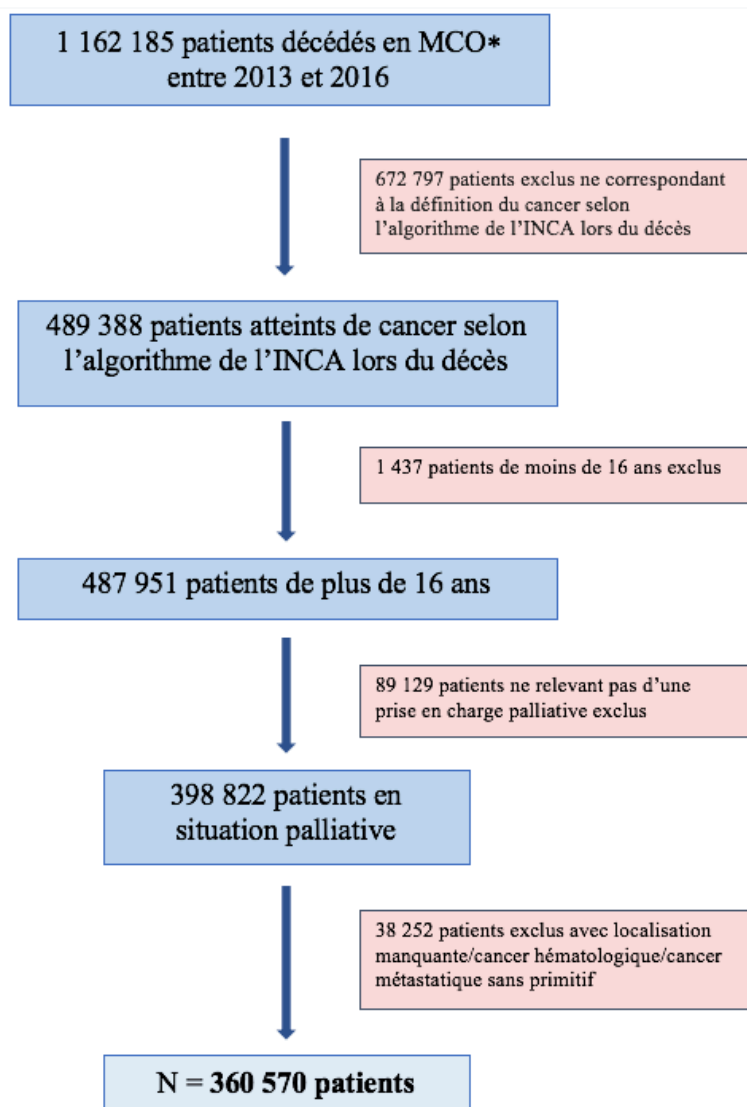 1 162 185 patients décédés en MCO*
entre 2013 et 2016
672 797 patients exclus ne correspondant
à la définition du cancer selon
l'algorithme de l'INCA lors du décès
489 388 patients atteints de cancer selon
l'algorithme de l'INCA lors du décès
1 437 patients de moins de 16 ans exclus
487 951 patients de plus de 16 ans
89 129 patients ne relevant pas d'une
prise en charge palliative exclus
398 822 patients en
situation palliative
38 252 patients exclus avec localisation
manquante/cancer hématologique/cancer
métastatique sans primitif
N = 360 570 patients